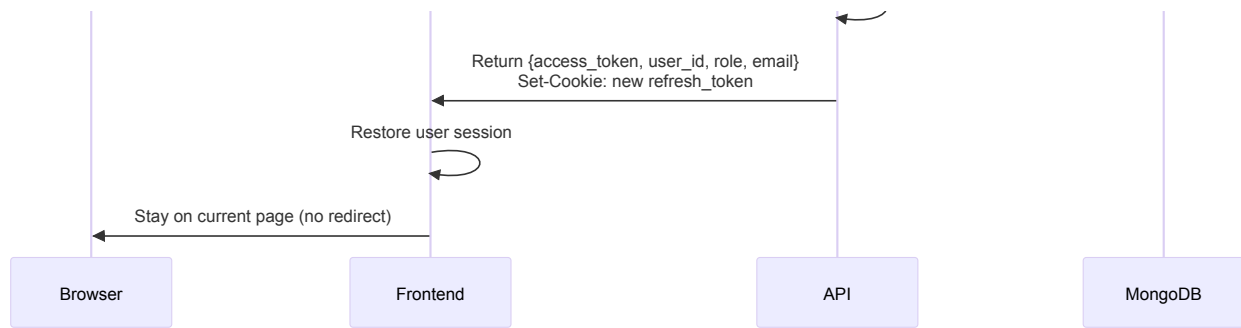 Return {access_token, user_id, role, email}
Set-Cookie: new refresh_token
Restore user session
Stay on current page (no redirect)
Browser
Frontend
API
MongoDB